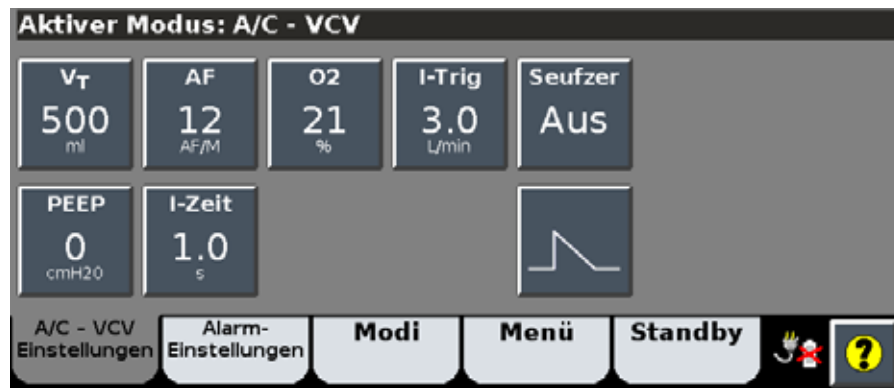 Aktiver Modus: A/C - VCV
VT AF O2 I-Trig Seufzer
500 12 21 3.0 Aus
ml AF/M % L/min
PEEP I-Zeit
0 1.0
cmH20 s
A/C - VCV Alarm- Modi Menü Standby
Einstellungen Einstellungen
?